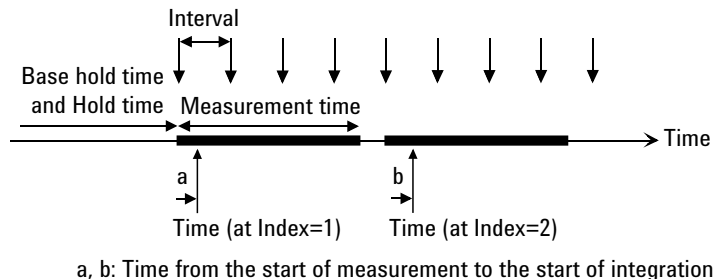 Interval
Base hold time
and Hold time
Measurement time
Time
a
b
Time (at Index=1)
Time (at Index=2)
a, b: Time from the start of measurement to the start of integration